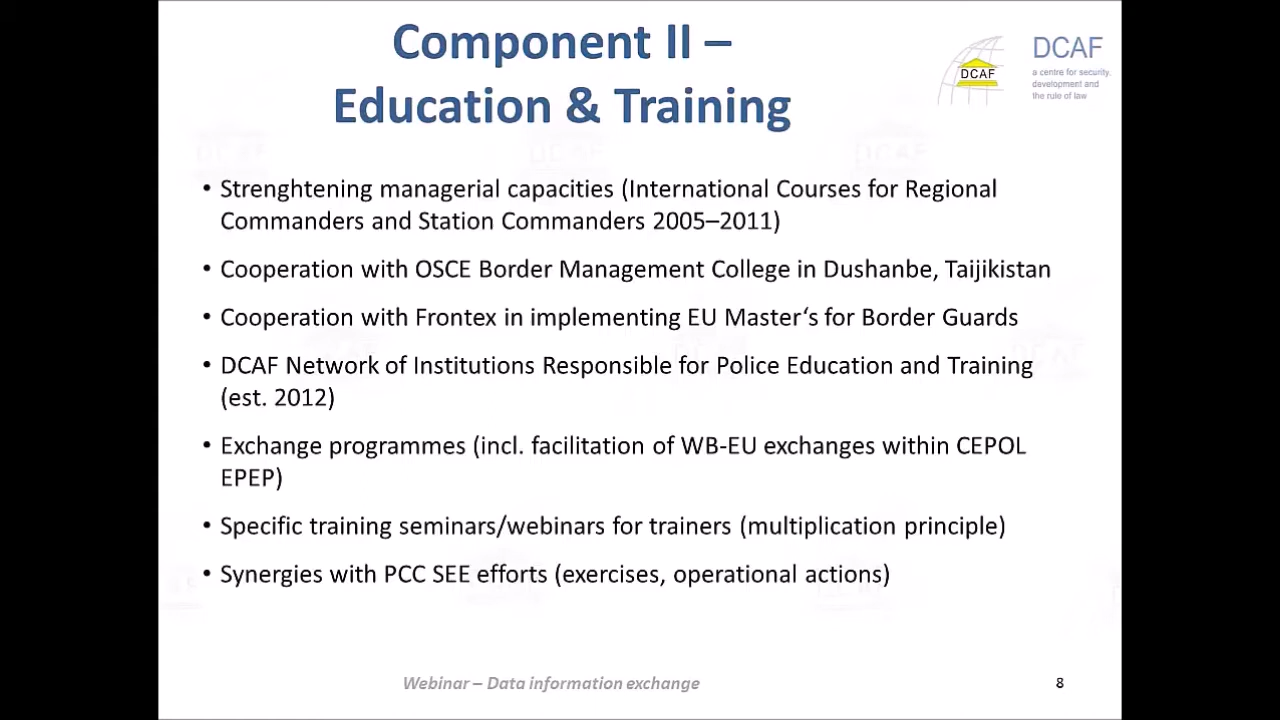 Component II –
Education & Training
DCAF
DCAF
a centre for security,
development and
the rule of law
• Strenghtening managerial capacities (International Courses for Regional
Commanders and Station Commanders 2005–2011)
• Cooperation with OSCE Border Management College in Dushanbe, Taijikistan
• Cooperation with Frontex in implementing EU Master‘s for Border Guards
• DCAF Network of Institutions Responsible for Police Education and Training
(est. 2012)
• Exchange programmes (incl. facilitation of WB-EU exchanges within CEPOL
EPEP)
• Specific training seminars/webinars for trainers (multiplication principle)
• Synergies with PCC SEE efforts (exercises, operational actions)
Webinar – Data information exchange
8